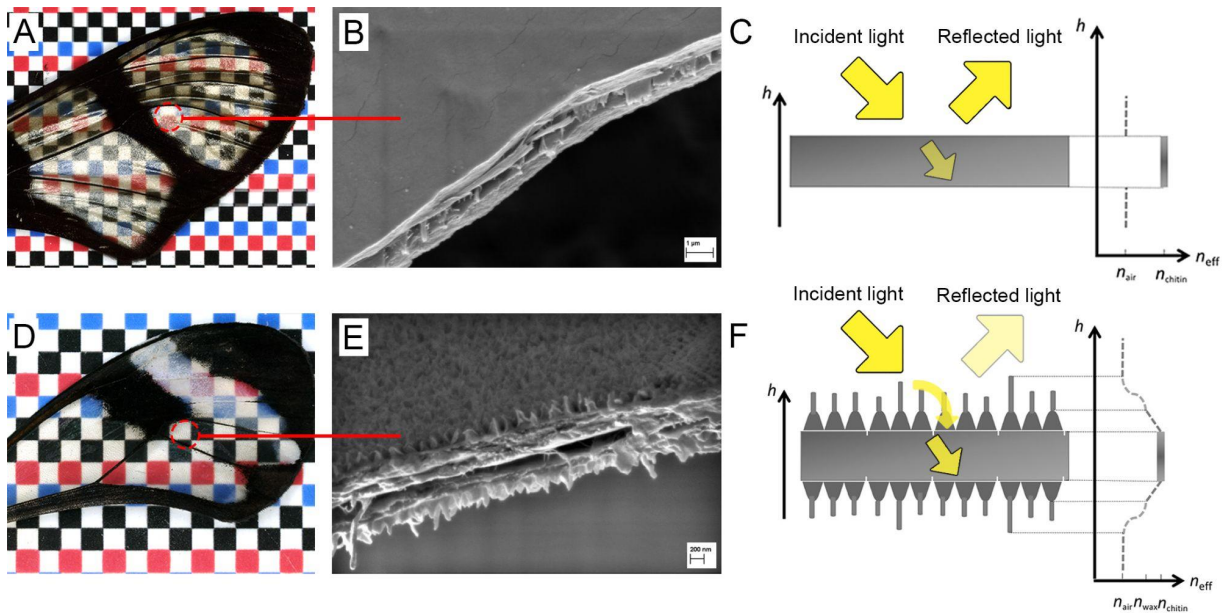 A
B
1 µm
C
h
Incident light
Reflected light
h
n_air
n_chitin
n_eff
D
E
200 nm
F
h
Incident light
Reflected light
h
n_air n_wax n_chitin
n_eff